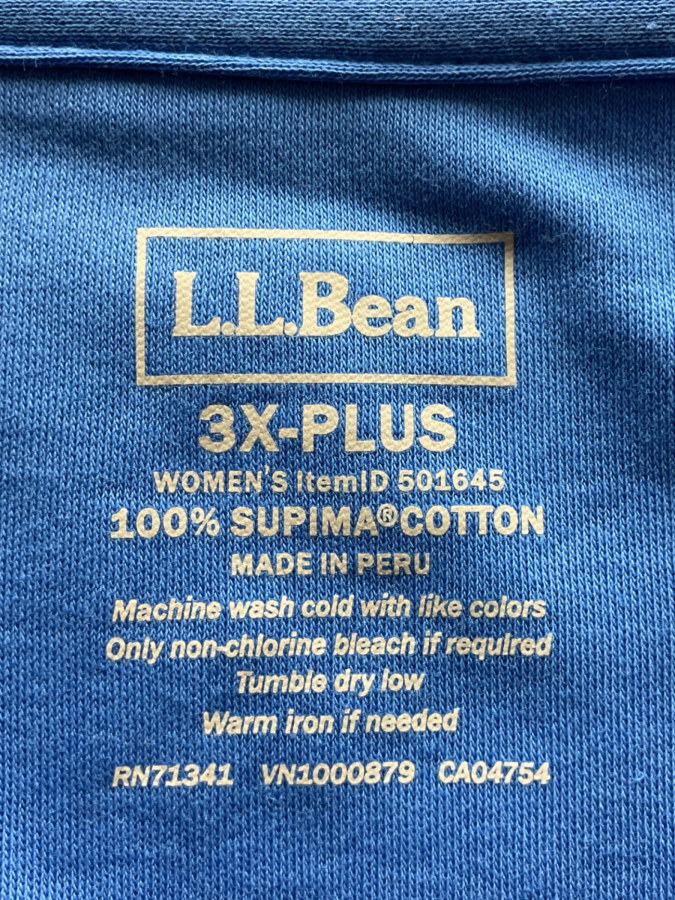 L.L.Bean
3X-PLUS
WOMEN'S ItemID 501645
100% SUPIMA® COTTON
MADE IN PERU
Machine wash cold with like colors
Only non-chlorine bleach if required
Tumble dry low
Warm iron if needed
RN71341 VN1000879 CA04754